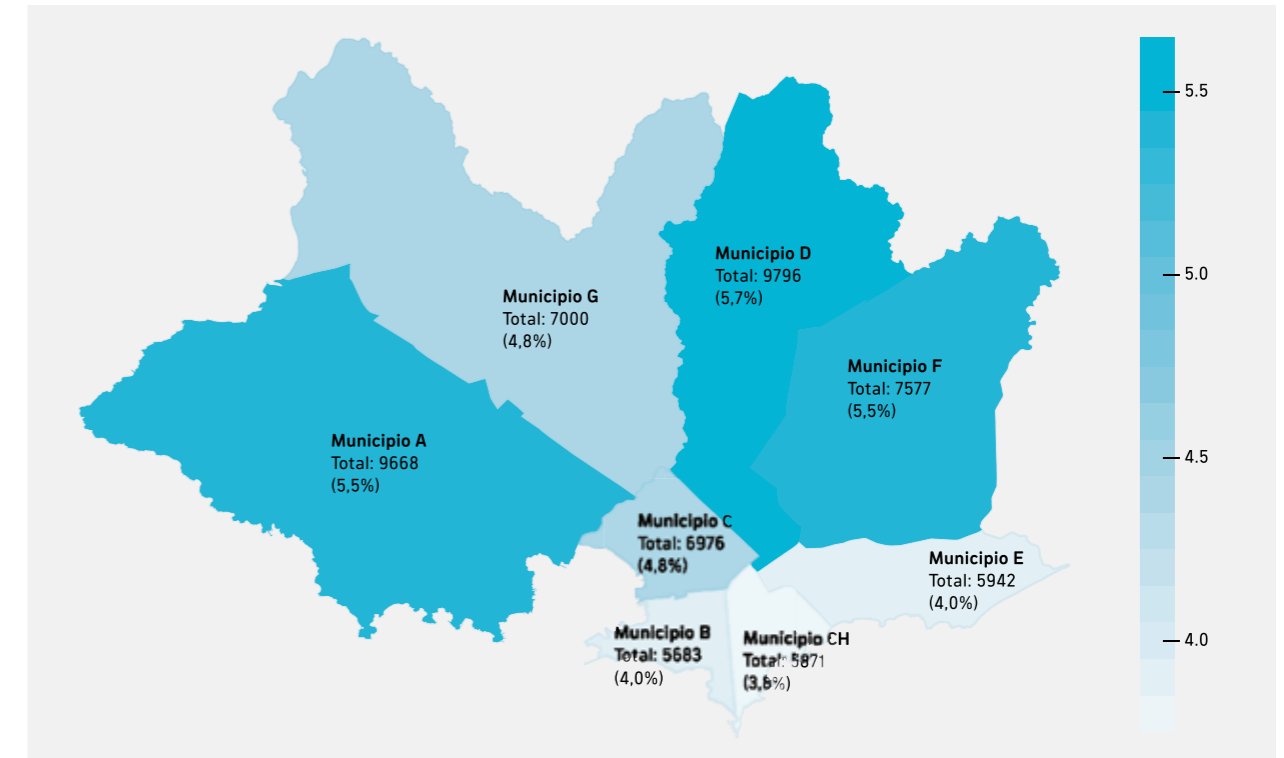 5.5
Municipio D
Total: 9796
(5,7%)
5.0
Municipio G
Total: 7000
(4,8%)
Municipio F
Total: 7577
(5,5%)
Municipio A
Total: 9668
(5,5%)
4.5
Municipio C
Total: 6976
(4,8%)
Municipio E
Total: 5942
(4,0%)
Municipio B
Total: 5683
(4,0%)
Municipio CH
Total: 5871
(3,8%)
4.0